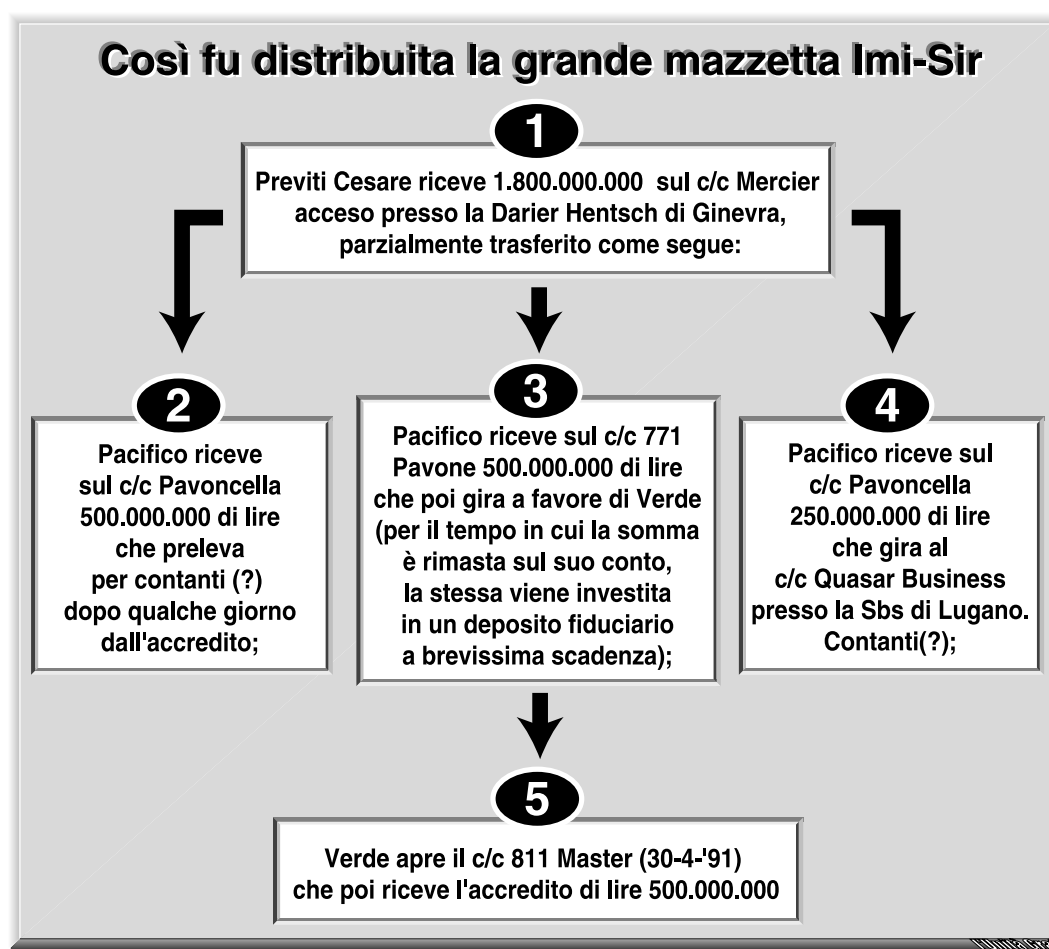 Così fu distribuita la grande mazzetta Imi-Sir
1
Previti Cesare riceve 1.800.000.000 sul c/c Mercier
acceso presso la Darier Hentsch di Ginevra,
parzialmente trasferito come segue:
2
Pacifico riceve
sul c/c Pavoncella
500.000.000 di lire
che preleva
per contanti (?)
dopo qualche giorno
dall'accredito;
3
Pacifico riceve sul c/c 771
Pavone 500.000.000 di lire
che poi gira a favore di Verde
(per il tempo in cui la somma
è rimasta sul suo conto,
la stessa viene investita
in un deposito fiduciario
a brevissima scadenza);
4
Pacifico riceve sul
c/c Pavoncella
250.000.000 di lire
che gira al
c/c Quasar Business
presso la Sbs di Lugano.
Contanti(?);
5
Verde apre il c/c 811 Master (30-4-'91)
che poi riceve l'accredito di lire 500.000.000